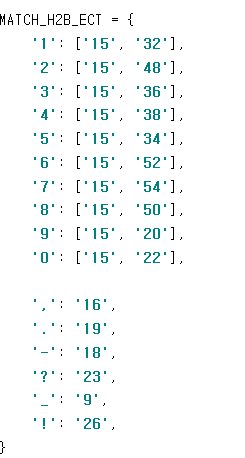 MATCH_H2B_ECT = {
'1': ['15', '32'],
'2': ['15', '48'],
'3': ['15', '36'],
'4': ['15', '38'],
'5': ['15', '34'],
'6': ['15', '52'],
'7': ['15', '54'],
'8': ['15', '50'],
'9': ['15', '20'],
'0': ['15', '22'],
',': '16',
'.': '19',
'-': '18',
'?': '23',
'_': '9',
'!': '26',
}